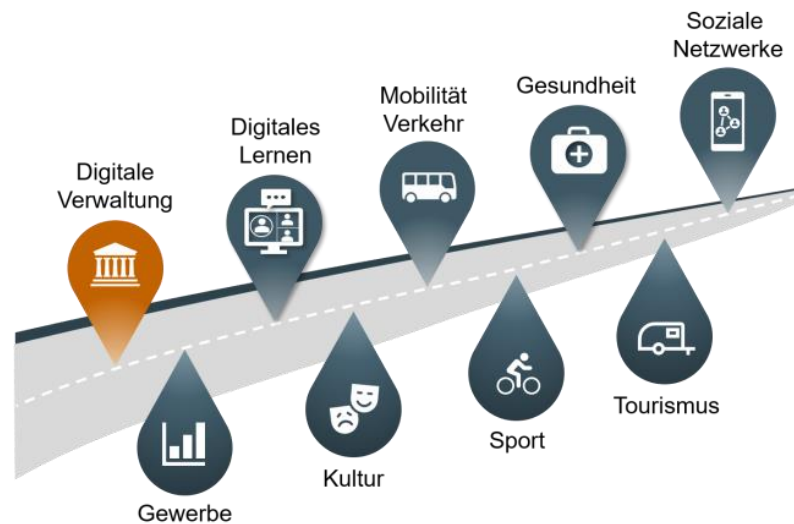 Soziale
Netzwerke
Gesundheit
Mobilität
Verkehr
Digitales
Lernen
Digitale
Verwaltung
Tourismus
Sport
Kultur
Gewerbe